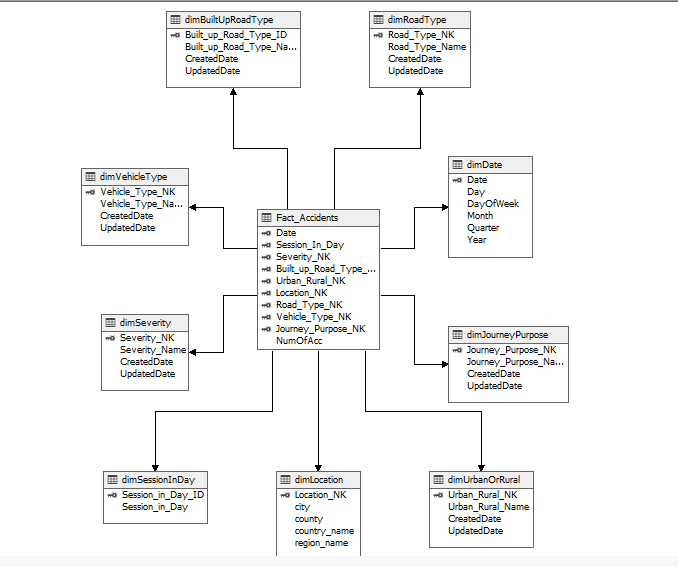 dimBuiltUpRoadType
Built_up_Road_Type_ID
Built_up_Road_Type_Na...
CreatedDate
UpdatedDate
dimRoadType
Road_Type_NK
Road_Type_Name
CreatedDate
UpdatedDate
dimVehicleType
Vehicle_Type_NK
Vehicle_Type_Na...
CreatedDate
UpdatedDate
dimDate
Date
Day
DayOfWeek
Month
Quarter
Year
Fact_Accidents
Date
Session_In_Day
Severity_NK
Built_up_Road_Type_...
Urban_Rural_NK
Location_NK
Road_Type_NK
Vehicle_Type_NK
Journey_Purpose_NK
NumOfAcc
dimSeverity
Severity_NK
Severity_Name
CreatedDate
UpdatedDate
dimJourneyPurpose
Journey_Purpose_NK
Journey_Purpose_Na...
CreatedDate
UpdatedDate
dimSessionInDay
Session_in_Day_ID
Session_in_Day
dimLocation
Location_NK
city
county
country_name
region_name
dimUrbanOrRural
Urban_Rural_NK
Urban_Rural_Name
CreatedDate
UpdatedDate